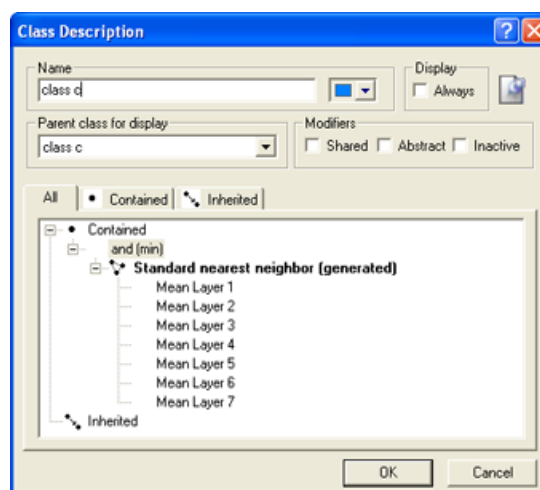 Class Description
Name
class c
Display
Always
Parent class for display
class c
Modifiers
Shared Abstract Inactive
All Contained Inherited
Contained
and (min)
Standard nearest neighbor (generated)
Mean Layer 1
Mean Layer 2
Mean Layer 3
Mean Layer 4
Mean Layer 5
Mean Layer 6
Mean Layer 7
Inherited
OK Cancel